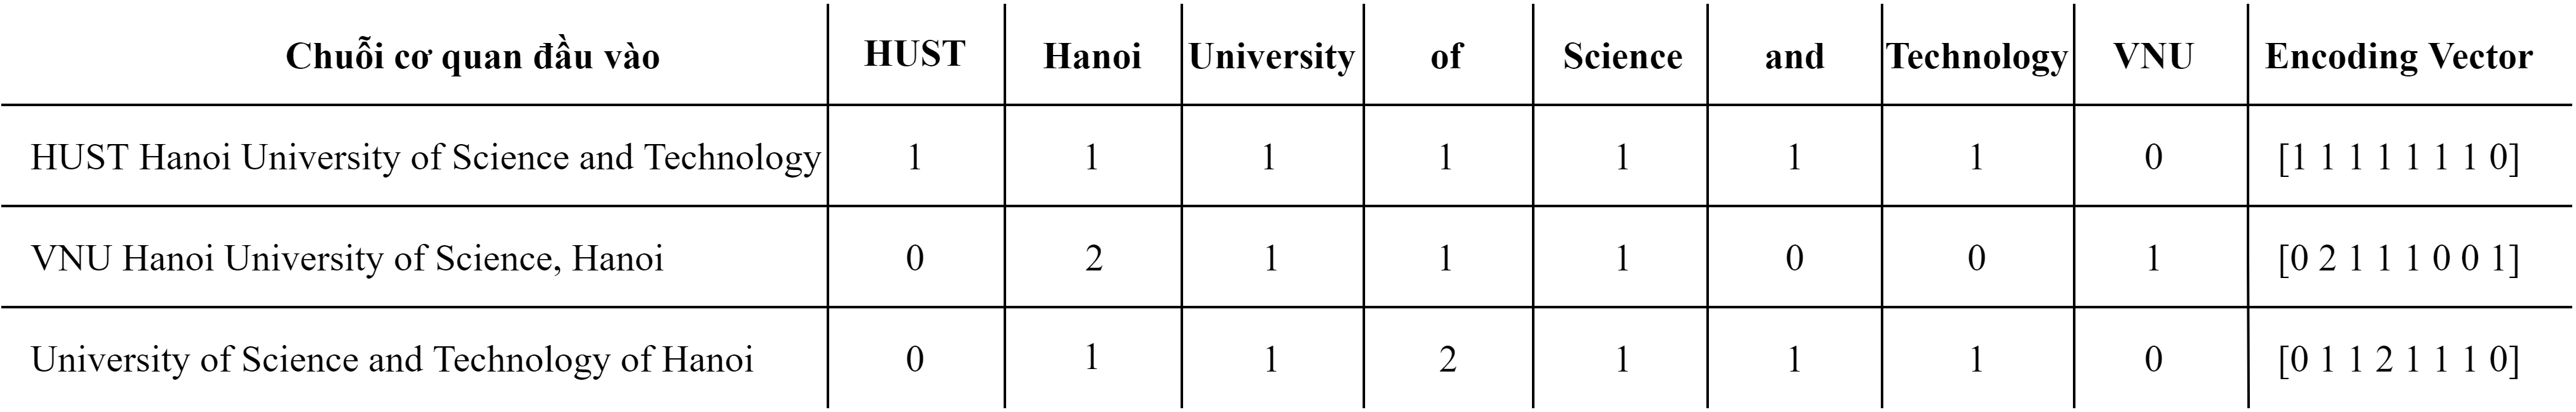 Chuỗi cơ quan đầu vào HUST Hanoi University of Science and Technology VNU Encoding Vector
HUST Hanoi University of Science and Technology 1 1 1 1 1 1 1 0 [1 1 1 1 1 1 1 0]
VNU Hanoi University of Science, Hanoi 0 2 1 1 1 0 0 1 [0 2 1 1 1 0 0 1]
University of Science and Technology of Hanoi 0 1 1 2 1 1 1 0 [0 1 1 2 1 1 1 0]